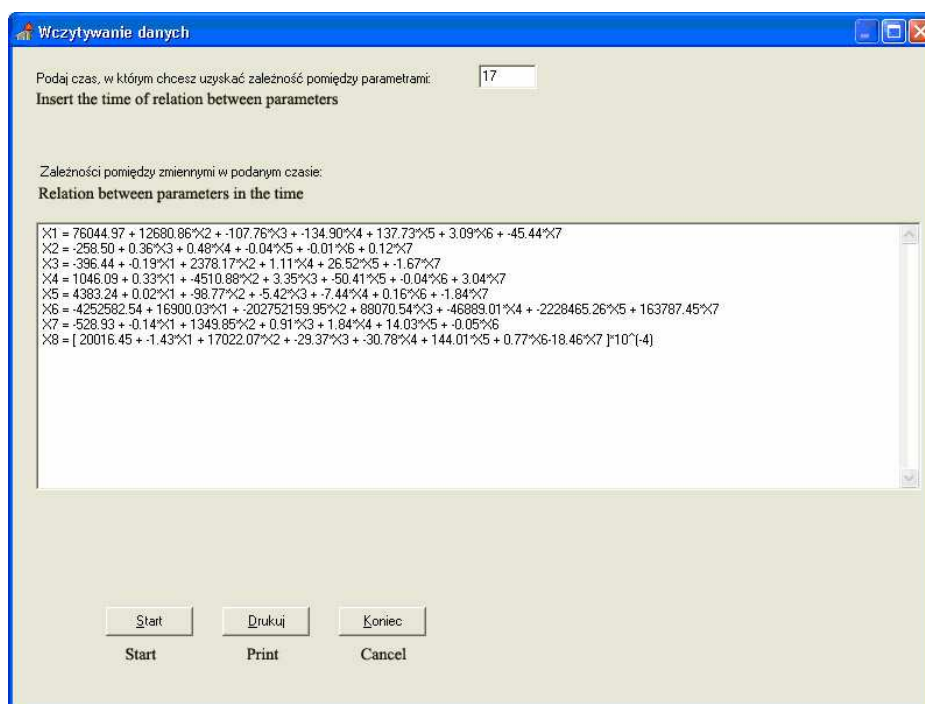 Wczytywanie danych
Podaj czas, w którym chcesz uzyskać zależność pomiędzy parametrami: 17
Insert the time of relation between parameters
Zależności pomiędzy zmiennymi w podanym czasie:
Relation between parameters in the time
X1 = 76044.97 + 12680.86*X2 + -107.76*X3 + -134.90*X4 + 137.73*X5 + 3.09*X6 + -45.44*X7
X2 = -258.50 + 0.36*X3 + 0.48*X4 + -0.04*X5 + -0.01*X6 + 0.12*X7
X3 = -396.44 + -0.19*X1 + 2378.17*X2 + 1.11*X4 + 26.52*X5 + -1.67*X7
X4 = 1046.09 + 0.33*X1 + -4510.88*X2 + 3.35*X3 + -50.41*X5 + -0.04*X6 + 3.04*X7
X5 = 4383.24 + 0.02*X1 + -98.77*X2 + -5.42*X3 + -7.44*X4 + 0.16*X6 + -1.84*X7
X6 = -4252582.54 + 16900.03*X1 + -202752159.95*X2 + 88070.54*X3 + -46889.01*X4 + -2228465.26*X5 + 163787.45*X7
X7 = -528.93 + -0.14*X1 + 1349.85*X2 + 0.91*X3 + 1.84*X4 + 14.03*X5 + -0.05*X6
X8 = [ 20016.45 + -1.43*X1 + 17022.07*X2 + -29.37*X3 + -30.78*X4 + 144.01*X5 + 0.77*X6-18.46*X7 ]*10^(-4)
Start Drukuj Koniec
Start Print Cancel